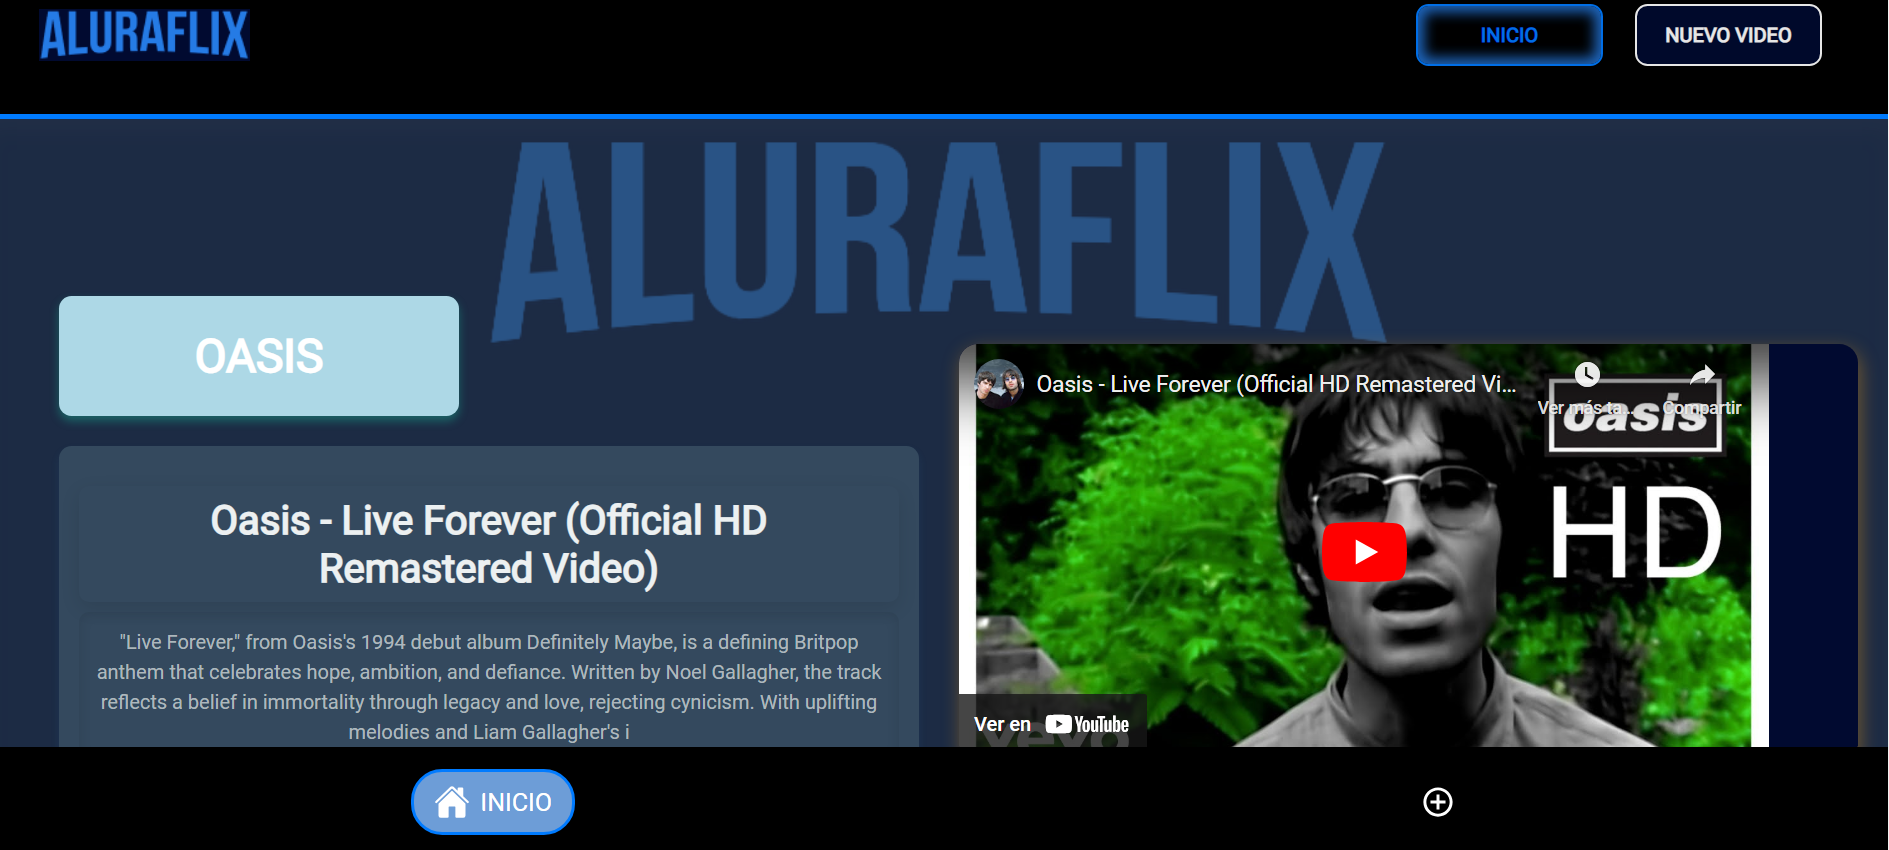 ALURAFLIX
INICIO
NUEVO VIDEO
ALURAFLIX
OASIS
Oasis - Live Forever (Official HD
Remastered Video)
"Live Forever," from Oasis's 1994 debut album Definitely Maybe, is a defining Britpop
anthem that celebrates hope, ambition, and defiance. Written by Noel Gallagher, the track
reflects a belief in immortality through legacy and love, rejecting cynicism. With uplifting
melodies and Liam Gallagher's i
Oasis - Live Forever (Official HD Remastered Vi...
Ver más ta...
Compartir
oasis
HD
Ver en YouTube
vevo
INICIO